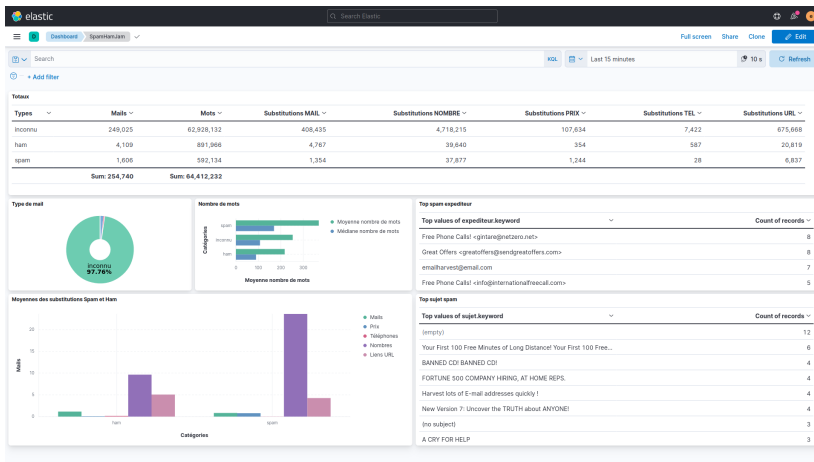 elastic
Search Elastic
D Dashboard SpamHamJam
Full screen Share Clone Edit
Search KQL Last 15 minutes 10 s Refresh
+ Add filter
Totaux
Types Mails Mots Substitutions MAIL Substitutions NOMBRE Substitutions PRIX Substitutions TEL Substitutions URL
inconnu 249,025 62,928,132 408,435 4,718,215 107,634 7,422 675,668
ham 4,109 891,966 4,767 39,640 354 587 20,819
spam 1,606 592,134 1,354 37,877 1,244 28 6,837
Sum: 254,740 Sum: 64,412,232
Type de mail
inconnu
97.76%
Nombre de mots
Catégories
spam
inconnu
ham
0 100 200 300
Moyenne nombre de mots
Moyenne nombre de mots
Médiane nombre de mots
Top spam expediteur
Top values of expediteur.keyword Count of records
Free Phone Calls! <gintare@netzero.net> 8
Great Offers <greatoffers@sendgreatoffers.com> 8
emailharvest@email.com 7
Free Phone Calls! <info@internationalfreecall.com> 5
Moyennes des substitutions Spam et Ham
Mails
20
15
10
5
0
ham spam
Catégories
Mails
Prix
Téléphones
Nombres
Liens URL
Top sujet spam
Top values of sujet.keyword Count of records
(empty) 12
Your First 100 Free Minutes of Long Distance! Your First 100 Free... 6
BANNED CD! BANNED CD! 4
FORTUNE 500 COMPANY HIRING, AT HOME REPS. 4
Harvest lots of E-mail addresses quickly ! 4
New Version 7: Uncover the TRUTH about ANYONE! 4
(no subject) 3
A CRY FOR HELP 3